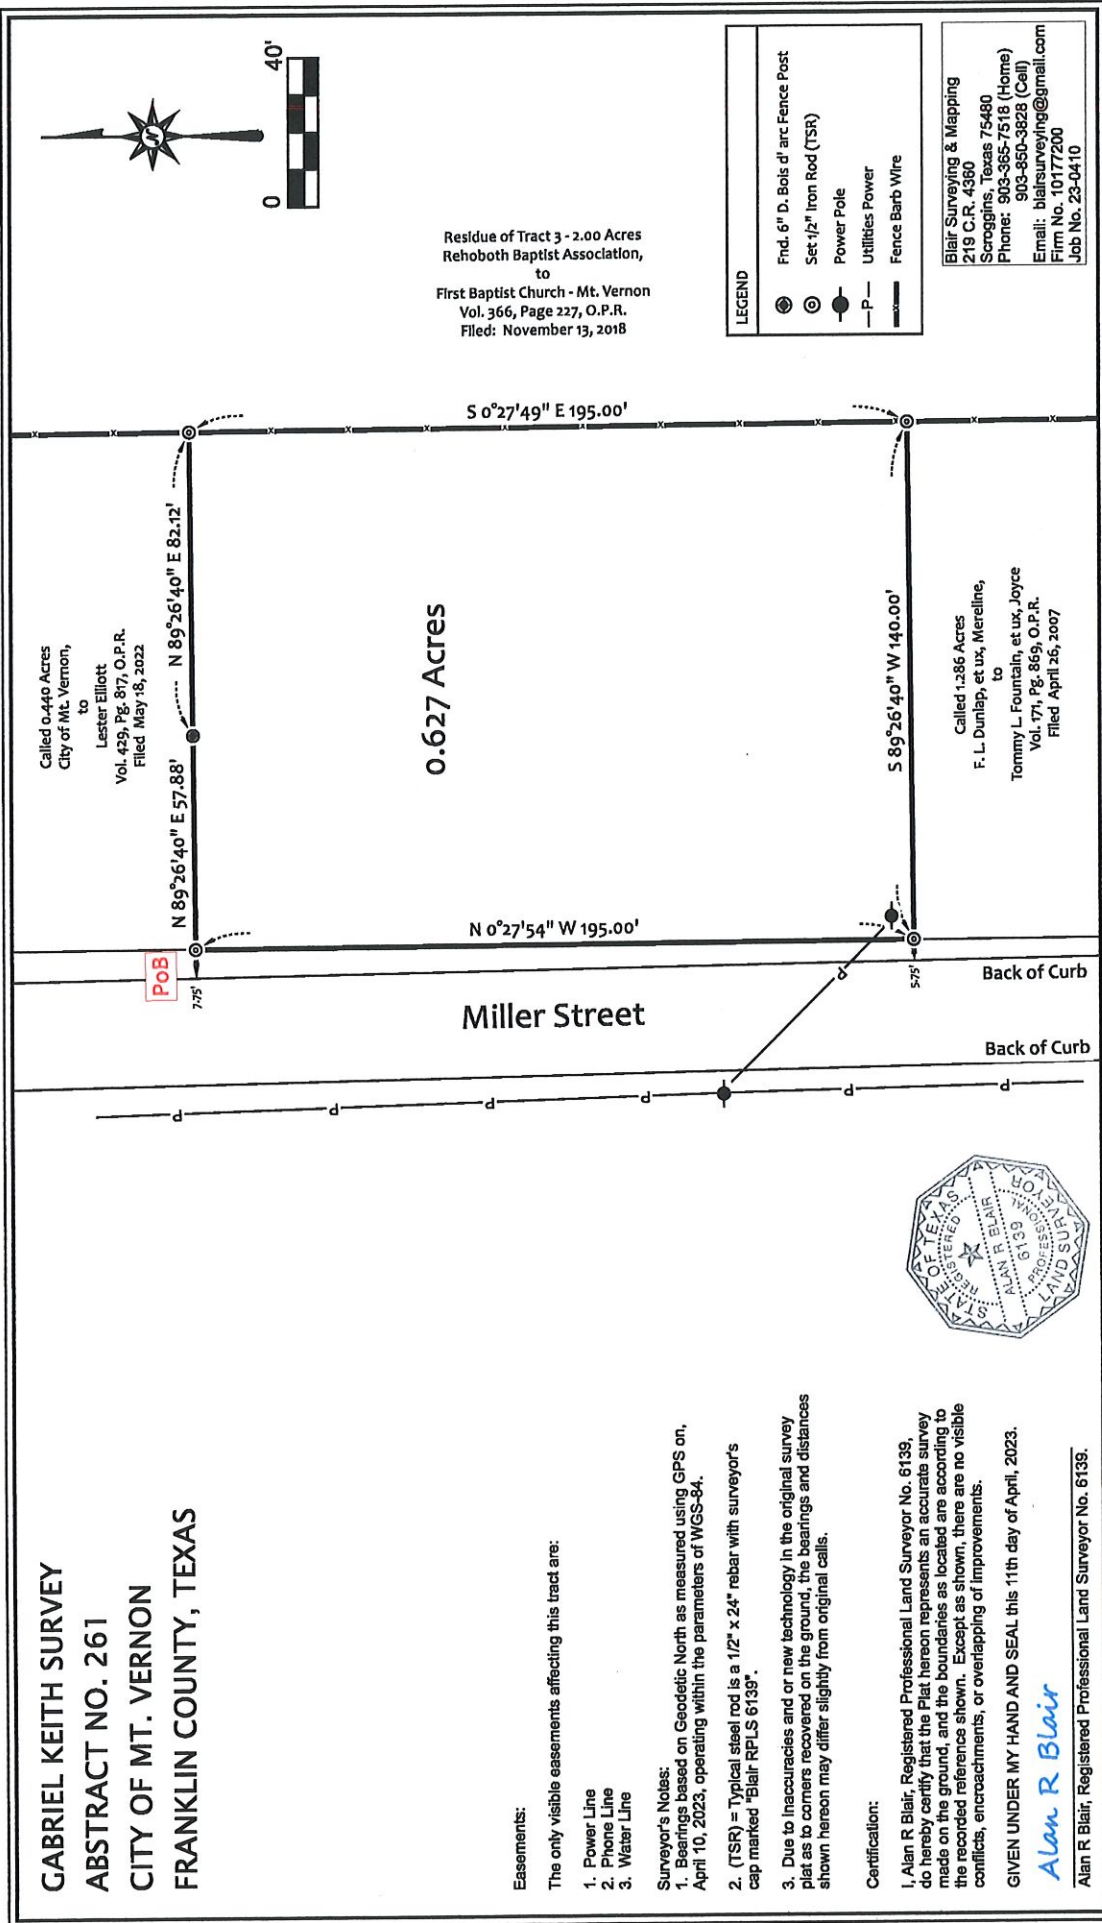 GABRIEL KEITH SURVEY
ABSTRACT NO. 261
CITY OF MT. VERNON
FRANKLIN COUNTY, TEXAS
Easements:
The only visible easements affecting this tract are:
1. Power Line
2. Phone Line
3. Water Line
Surveyor's Notes:
1. Bearings based on Geodetic North as measured using GPS on,
April 10, 2023, operating within the parameters of WGS-84.
2. (TSR) = Typical steel rod is a 1/2" x 24" rebar with surveyor's
cap marked "Blair RPLS 6139".
3. Due to inaccuracies and or new technology in the original survey
plat as to corners recovered on the ground, the bearings and distances
shown hereon may differ slightly from original calls.
Certification:
I, Alan R Blair, Registered Professional Land Surveyor No. 6139,
do hereby certify that the Plat hereon represents an accurate survey
made on the ground, and the boundaries as located are according to
the recorded reference shown. Except as shown, there are no visible
conflicts, encroachments, or overlapping of improvements.
GIVEN UNDER MY HAND AND SEAL this 11th day of April, 2023.
Alan R Blair
Alan R Blair, Registered Professional Land Surveyor No. 6139.
STATE OF TEXAS
REGISTERED
ALAN R BLAIR
6139
PROFESSIONAL
LAND SURVEYOR
P
P
P
P
P
P
P
Miller Street
Back of Curb
Back of Curb
PoB
7.75'
5.75'
N 0°27'54" W 195.00'
N 89°26'40" E 57.88'
N 89°26'40" E 82.12'
Called 0.440 Acres
City of Mt. Vernon,
to
Lester Elliott
Vol. 429, Pg. 817, O.P.R.
Filed May 18, 2022
0.627 Acres
S 89°26'40" W 140.00'
Called 1.286 Acres
F. L. Dunlap, et ux, Mereline,
to
Tommy L. Fountain, et ux, Joyce
Vol. 171, Pg. 869, O.P.R.
Filed April 26, 2007
S 0°27'49" E 195.00'
Residue of Tract 3 - 2.00 Acres
Rehoboth Baptist Association,
to
First Baptist Church - Mt. Vernon
Vol. 366, Page 227, O.P.R.
Filed: November 13, 2018
N
0
40'
LEGEND
Fnd. 6" D. Bois d' arc Fence Post
Set 1/2" Iron Rod (TSR)
Power Pole
P Utilities Power
x Fence Barb Wire
Blair Surveying & Mapping
219 C.R. 4360
Scroggins, Texas 75480
Phone: 903-365-7518 (Home)
903-850-3828 (Cell)
Email: blairsurveying@gmail.com
Firm No. 10177200
Job No. 23-0410